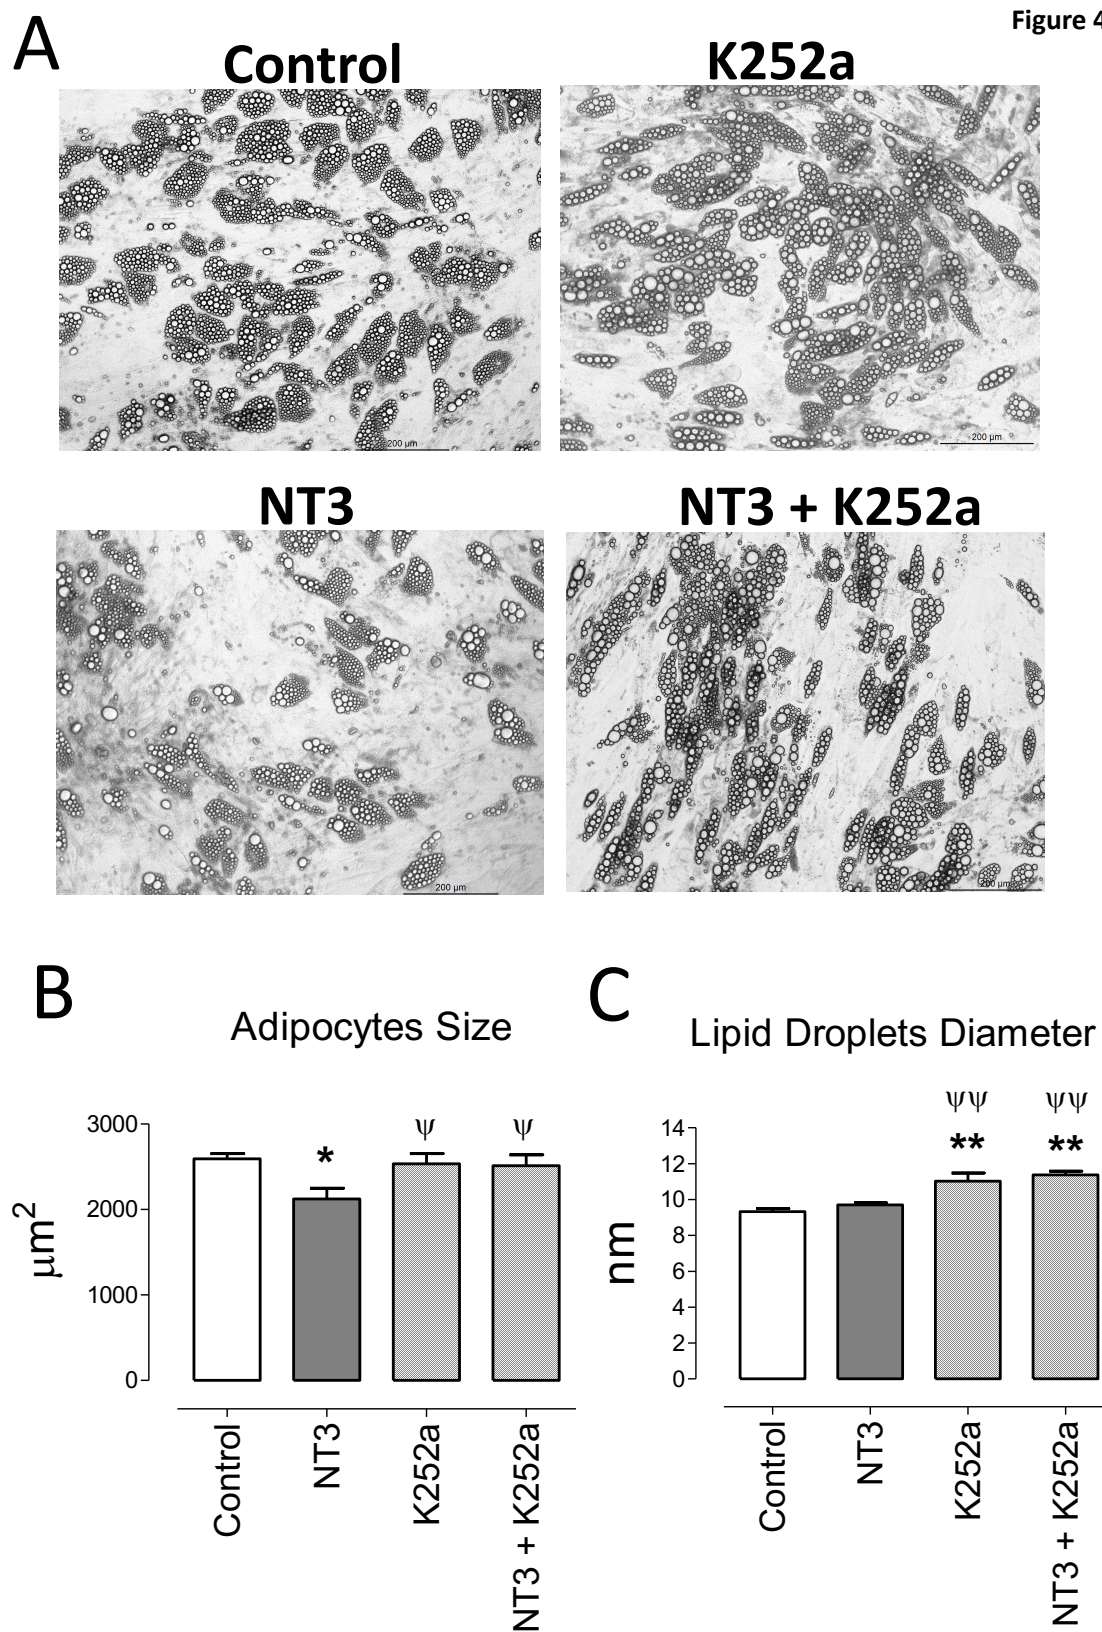 Figure 4
A
Control
K252a
200 µm
200 µm
NT3
NT3 + K252a
200 µm
200 µm
B
Adipocytes Size
µm2
3000
2000
1000
0
*
ψ
ψ
Control
NT3
K252a
NT3 + K252a
C
Lipid Droplets Diameter
nm
14
12
10
8
6
4
2
0
ψψ
ψψ
**
**
Control
NT3
K252a
NT3 + K252a